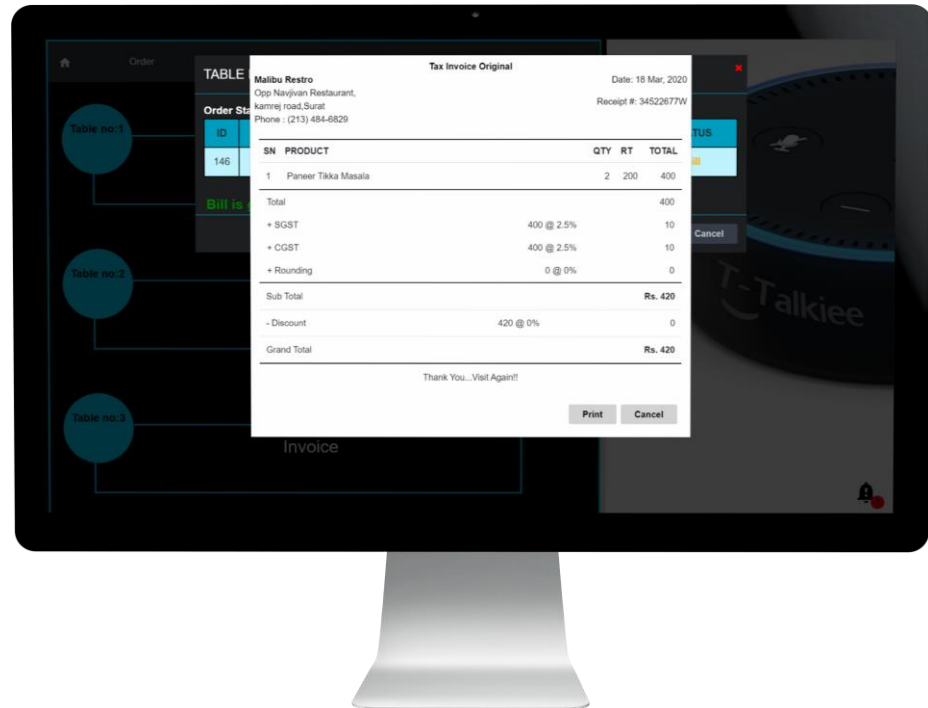 Order
Table no:1
Table no:2
Table no:3
TABLE
Order Sta
ID
TUS
146
Bill is
Cancel
Invoice
T-Talkiee
Tax Invoice Original
Malibu Restro
Date: 18 Mar, 2020
Opp Navjivan Restaurant,
kamrej road,Surat
Receipt #: 34522677W
Phone : (213) 484-6829
SN PRODUCT QTY RT TOTAL
1 Paneer Tikka Masala 2 200 400
Total 400
+ SGST 400 @ 2.5% 10
+ CGST 400 @ 2.5% 10
+ Rounding 0 @ 0% 0
Sub Total Rs. 420
- Discount 420 @ 0% 0
Grand Total Rs. 420
Thank You...Visit Again!!
Print Cancel